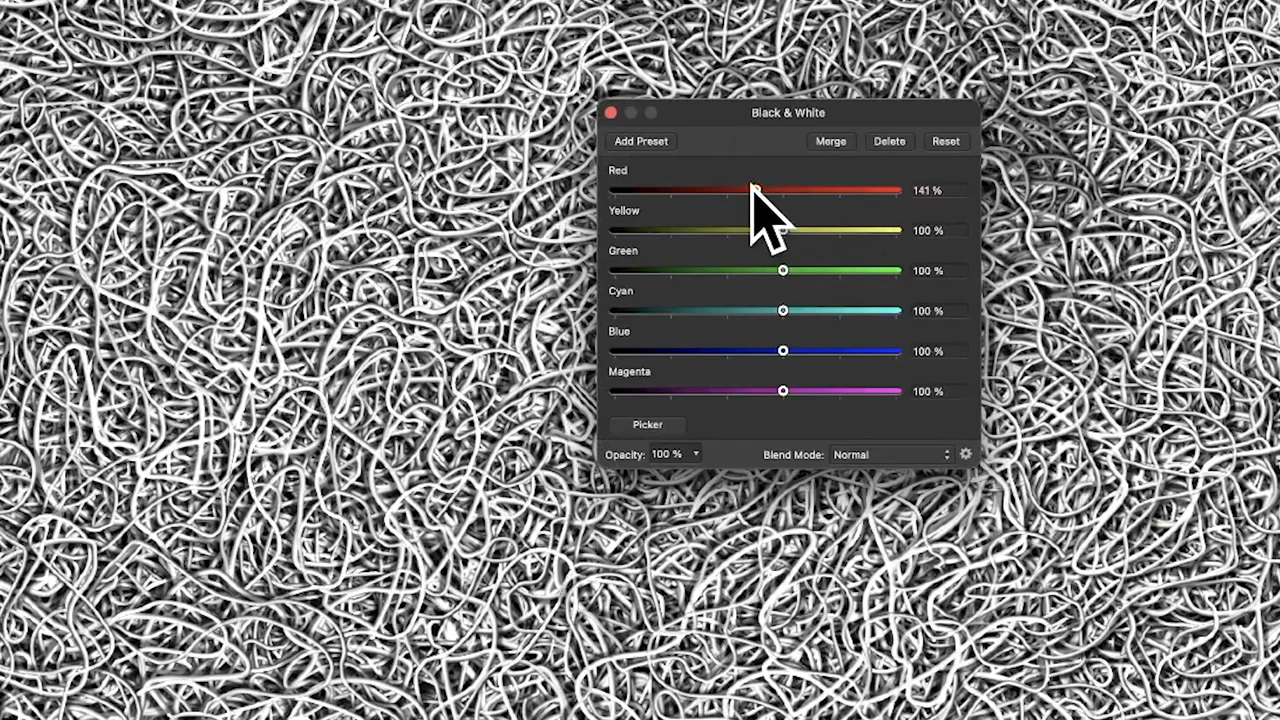 Black & White
Add Preset Merge Delete Reset
Red
141 %
Yellow
100 %
Green
100 %
Cyan
100 %
Blue
100 %
Magenta
100 %
Picker
Opacity: 100 % Blend Mode: Normal